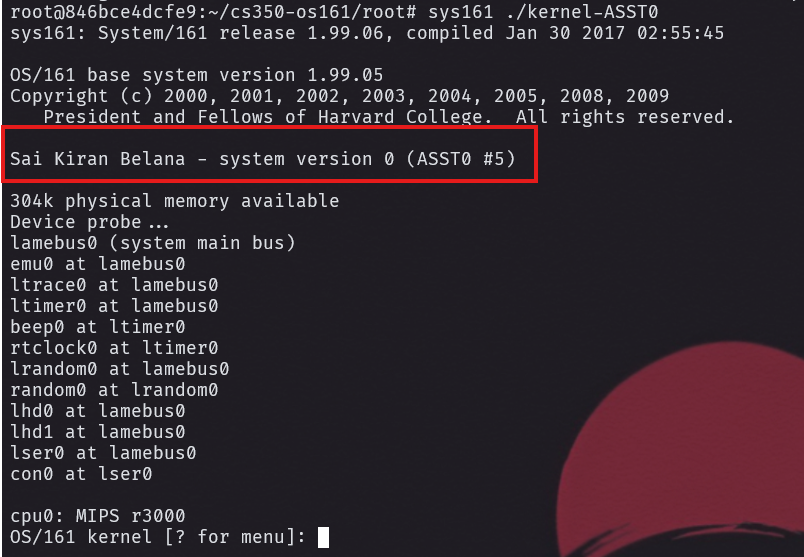 root@846bce4dcfe9:~/cs350-os161/root# sys161 ./kernel-ASST0
sys161: System/161 release 1.99.06, compiled Jan 30 2017 02:55:45
OS/161 base system version 1.99.05
Copyright (c) 2000, 2001, 2002, 2003, 2004, 2005, 2008, 2009
President and Fellows of Harvard College.  All rights reserved.
Sai Kiran Belana - system version 0 (ASST0 #5)
304k physical memory available
Device probe...
lamebus0 (system main bus)
emu0 at lamebus0
ltrace0 at lamebus0
ltimer0 at lamebus0
beep0 at ltimer0
rtclock0 at ltimer0
lrandom0 at lamebus0
random0 at lrandom0
lhd0 at lamebus0
lhd1 at lamebus0
lser0 at lamebus0
con0 at lser0
cpu0: MIPS r3000
OS/161 kernel [? for menu]: